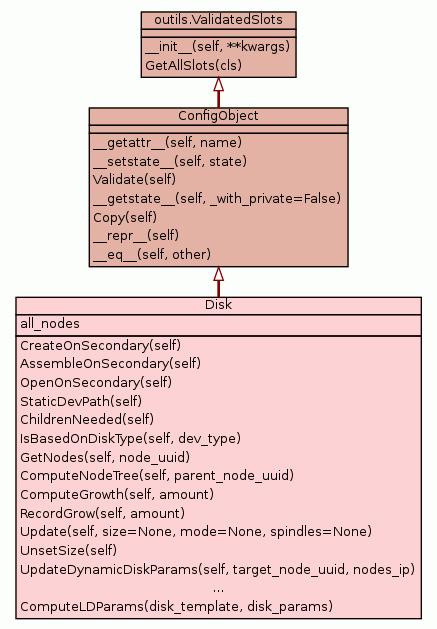 outils.ValidatedSlots
__init__(self, **kwargs)
GetAllSlots(cls)
ConfigObject
__getattr__(self, name)
__setstate__(self, state)
Validate(self)
__getstate__(self, _with_private=False)
Copy(self)
__repr__(self)
__eq__(self, other)
Disk
all_nodes
CreateOnSecondary(self)
AssembleOnSecondary(self)
OpenOnSecondary(self)
StaticDevPath(self)
ChildrenNeeded(self)
IsBasedOnDiskType(self, dev_type)
GetNodes(self, node_uuid)
ComputeNodeTree(self, parent_node_uuid)
ComputeGrowth(self, amount)
RecordGrow(self, amount)
Update(self, size=None, mode=None, spindles=None)
UnsetSize(self)
UpdateDynamicDiskParams(self, target_node_uuid, nodes_ip)
...
ComputeLDParams(disk_template, disk_params)